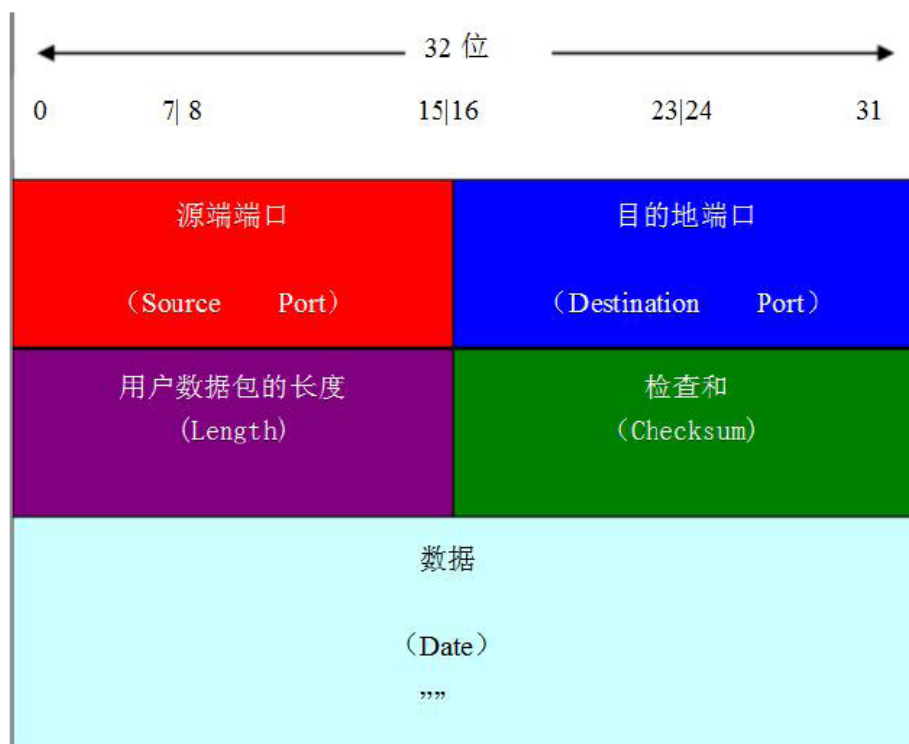 32 位
0 7|8 15|16 23|24 31
源端端口
（Source Port）
目的地端口
（Destination Port）
用户数据包的长度
(Length)
检查和
（Checksum)
数据
（Date）
””